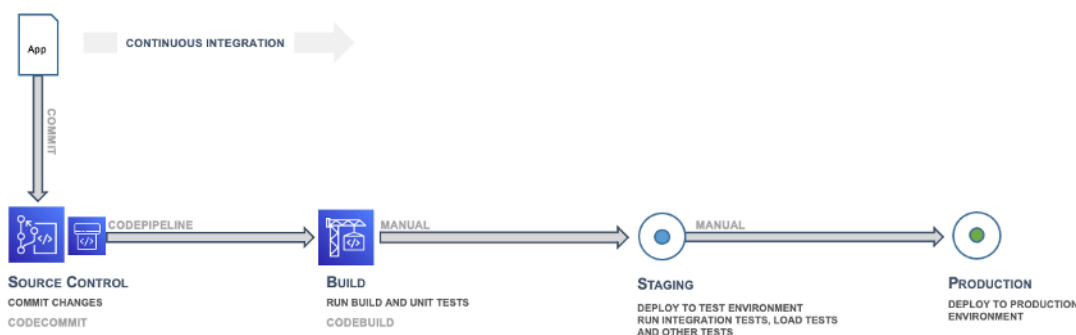 App
CONTINUOUS INTEGRATION
COMMIT
CODEPIPELINE
MANUAL
MANUAL
SOURCE CONTROL
COMMIT CHANGES
CODECOMMIT
BUILD
RUN BUILD AND UNIT TESTS
CODEBUILD
STAGING
DEPLOY TO TEST ENVIRONMENT
RUN INTEGRATION TESTS, LOAD TESTS
AND OTHER TESTS
PRODUCTION
DEPLOY TO PRODUCTION
ENVIRONMENT